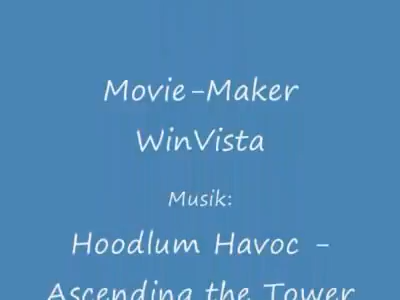 Movie-Maker
WinVista
Musik:
Hoodlum Havoc -
Ascending the Tower